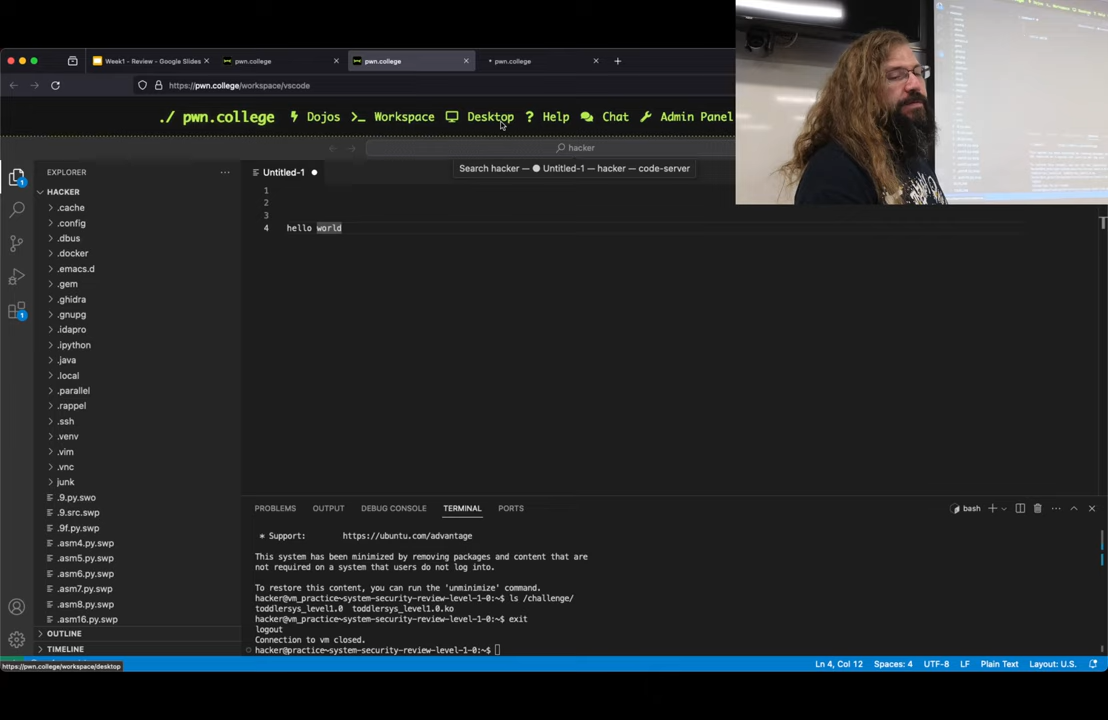 Week1 - Review - Google Slides
pwn.college
pwn.college
pwn.college
https://pwn.college/workspace/vscode
./ pwn.college
Dojos
>_ Workspace
Desktop
? Help
Chat
Admin Panel
hacker
Search hacker — ● Untitled-1 — hacker — code-server
EXPLORER
Untitled-1
HACKER
.cache
.config
.dbus
.docker
.emacs.d
.gem
.ghidra
.gnupg
.idapro
.ipython
.java
.local
.parallel
.rappel
.ssh
.venv
.vim
.vnc
junk
.9.py.swo
.9.src.swp
.9f.py.swp
.asm4.py.swp
.asm5.py.swp
.asm6.py.swp
.asm7.py.swp
.asm8.py.swp
.asm16.py.swp
OUTLINE
TIMELINE
1
1
1
2
3
4 hello world
PROBLEMS OUTPUT DEBUG CONSOLE TERMINAL PORTS
bash
* Support: https://ubuntu.com/advantage
This system has been minimized by removing packages and content that are
not required on a system that users do not log into.
To restore this content, you can run the 'unminimize' command.
hacker@vm_practice~system-security-review-level-1-0:~$ ls /challenge/
toddlersys_level1.0 toddlersys_level1.0.ko
hacker@vm_practice~system-security-review-level-1-0:~$ exit
logout
Connection to vm closed.
hacker@practice~system-security-review-level-1-0:~$
https://pwn.college/workspace/desktop
Ln 4, Col 12 Spaces: 4 UTF-8 LF Plain Text Layout: U.S.